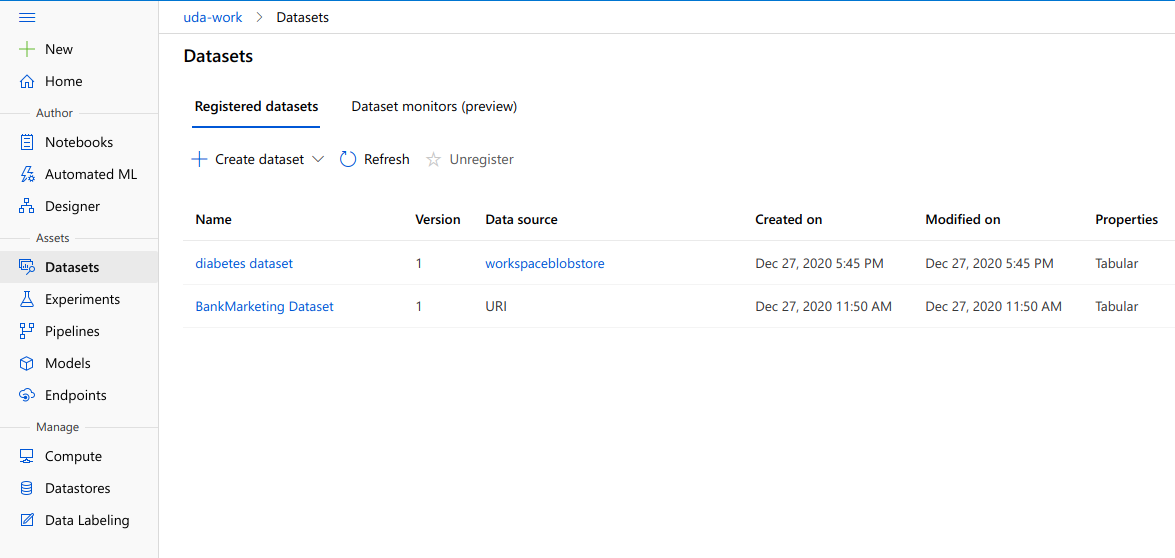 uda-work > Datasets
New
Home
Author
Notebooks
Automated ML
Designer
Assets
Datasets
Experiments
Pipelines
Models
Endpoints
Manage
Compute
Datastores
Data Labeling
Datasets
Registered datasets Dataset monitors (preview)
Create dataset Refresh Unregister
Name Version Data source Created on Modified on Properties
diabetes dataset 1 workspaceblobstore Dec 27, 2020 5:45 PM Dec 27, 2020 5:45 PM Tabular
BankMarketing Dataset 1 URI Dec 27, 2020 11:50 AM Dec 27, 2020 11:50 AM Tabular